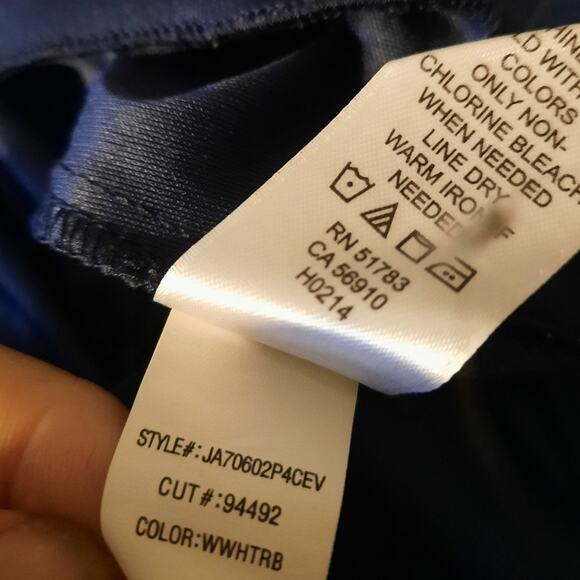 COLORS
ONLY NON-
CHLORINE BLEACH
WHEN NEEDED
LINE DRY
WARM IRON IF
NEEDED
RN 51783
CA 56910
H0214
STYLE#:JA70602P4CEV
CUT#:94492
COLOR:WWHTRB